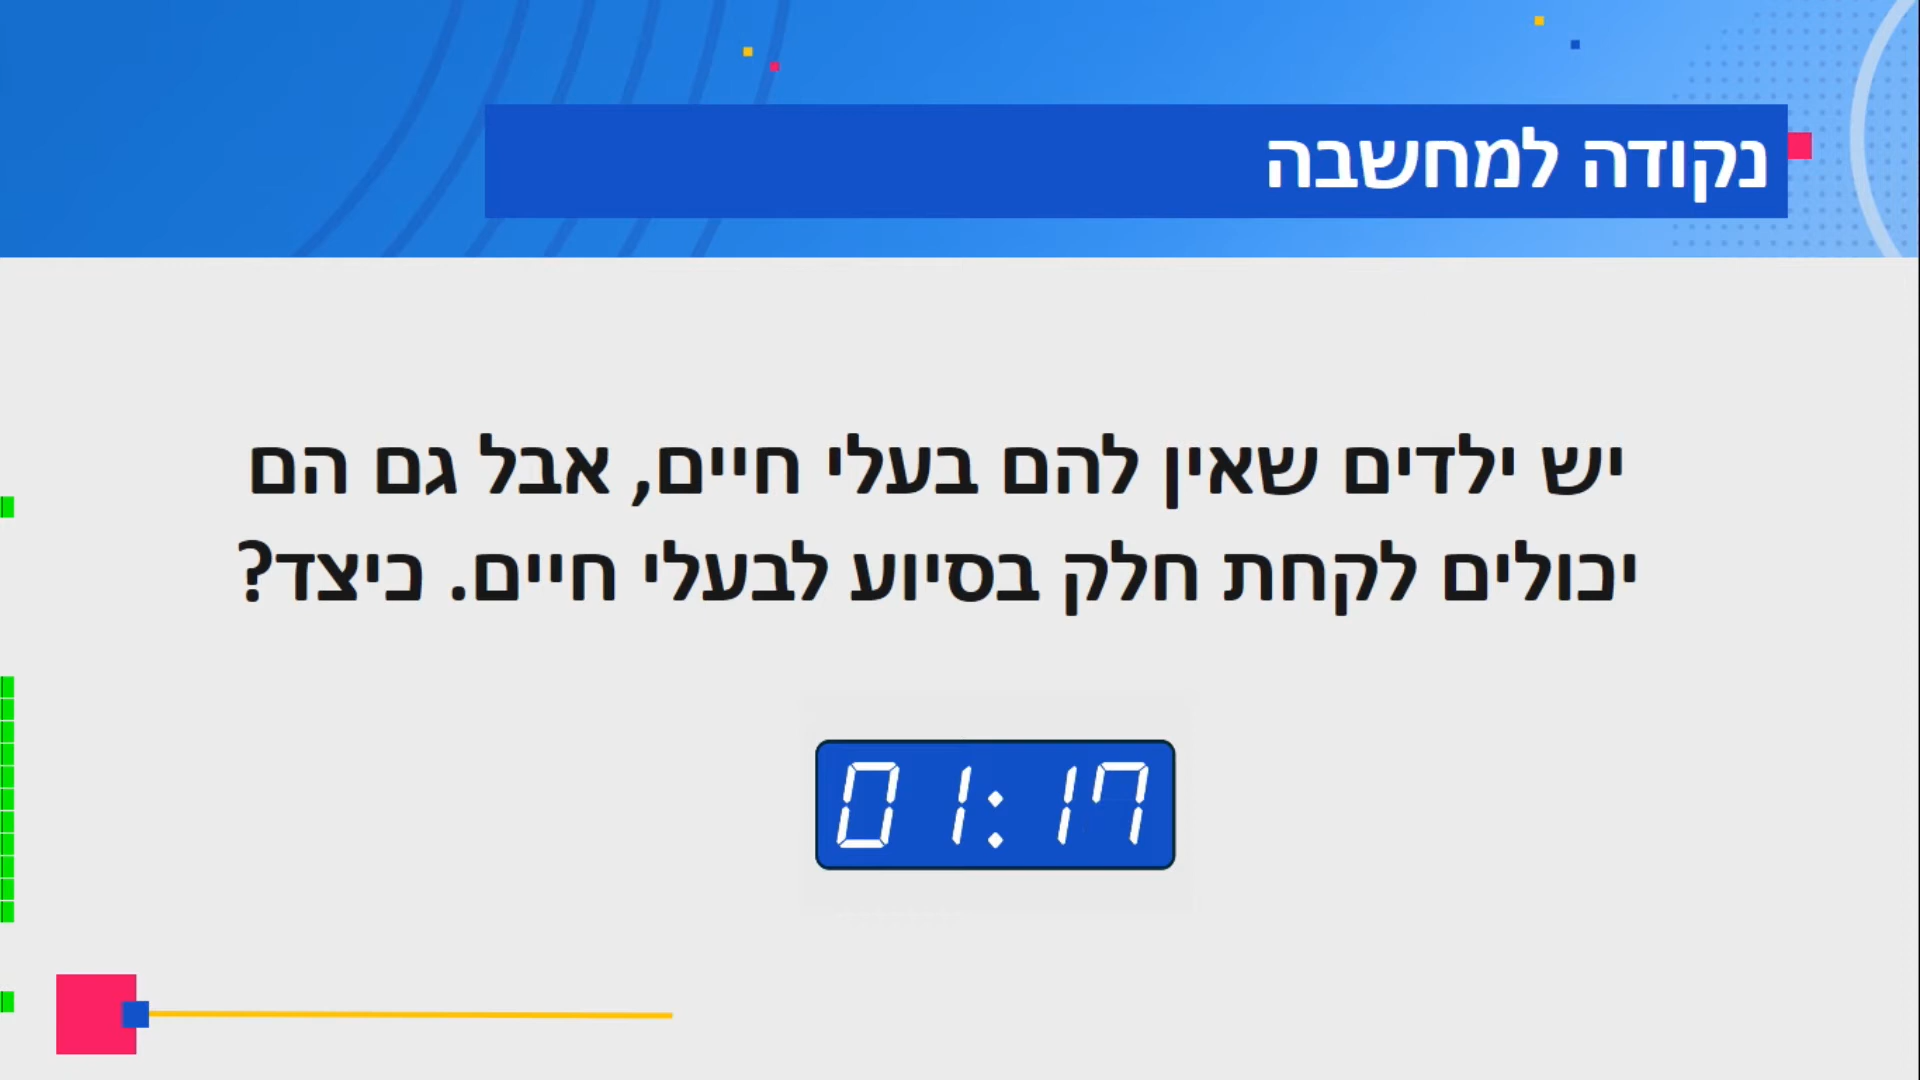 נקודה למחשבה
יש ילדים שאין להם בעלי חיים, אבל גם הם
יכולים לקחת חלק בסיוע לבעלי חיים. כיצד?
01:17